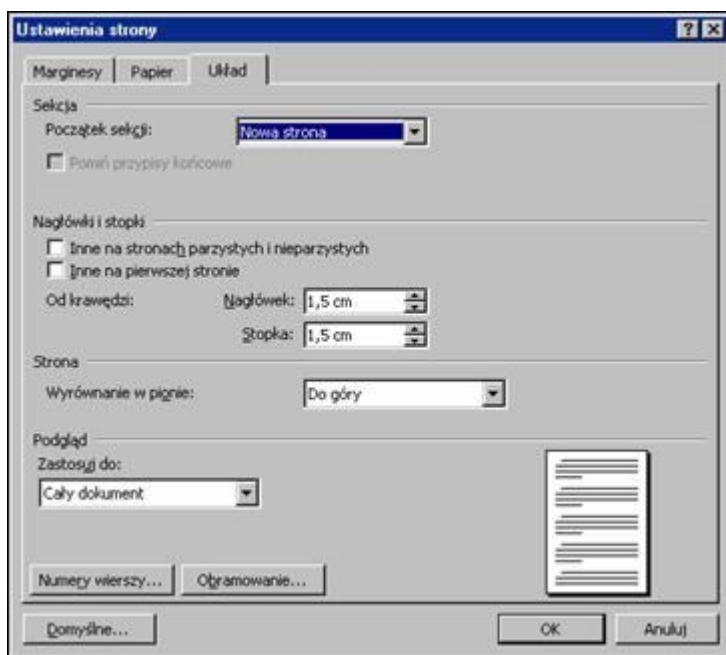 Ustawienia strony
Marginesy Papier Układ
Sekcja
Początek sekcji: Nowa strona
Pomiń przypisy końcowe
Nagłówki i stopki
Inne na stronach parzystych i nieparzystych
Inne na pierwszej stronie
Od krawędzi: Nagłówek: 1,5 cm
Stopka: 1,5 cm
Strona
Wyrównanie w pionie: Do góry
Podgląd
Zastosuj do:
Cały dokument
Numery wierszy... Obramowanie...
Domyślne... OK Anuluj